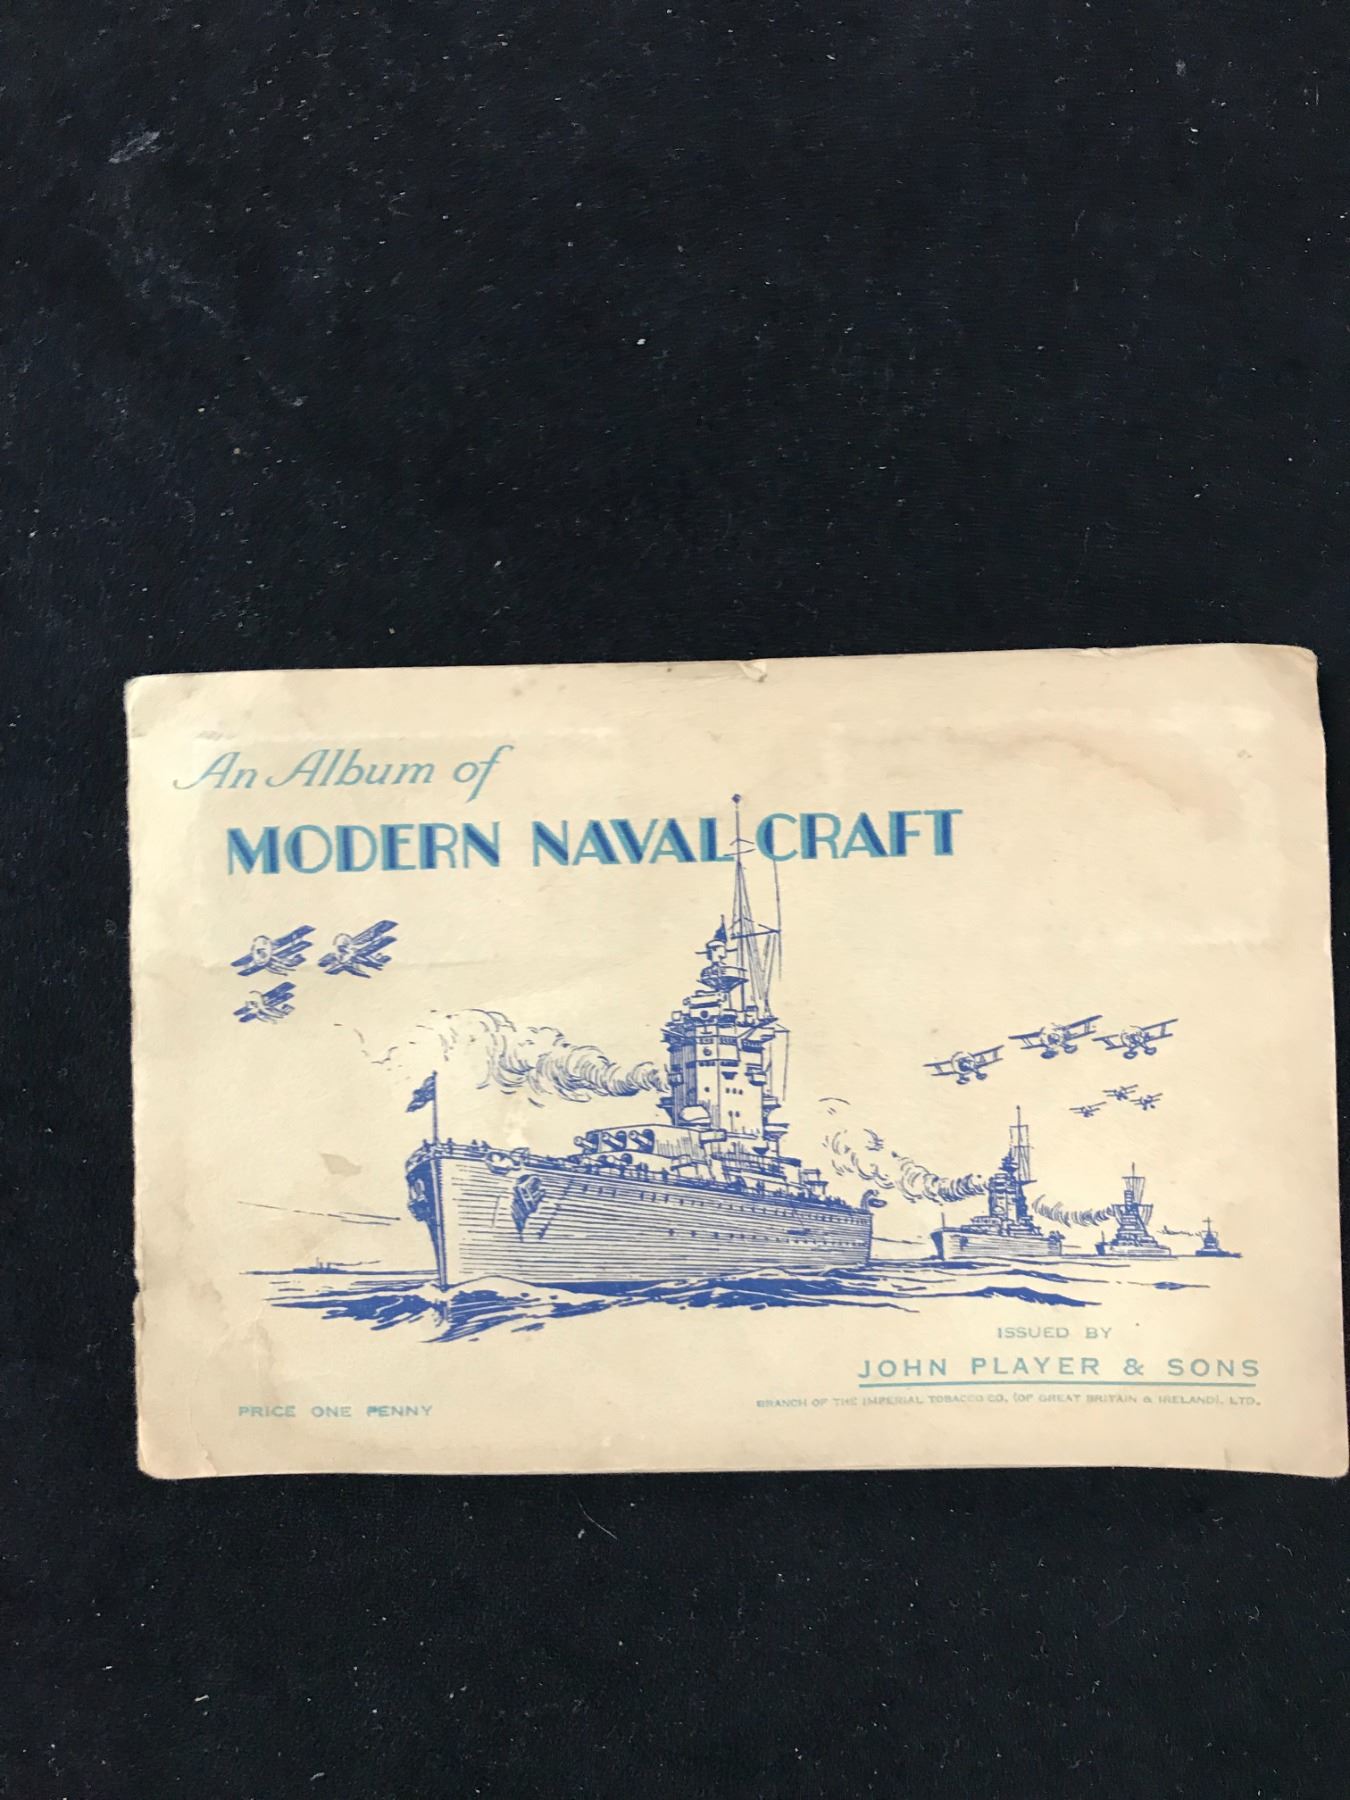 An Album of
MODERN NAVAL CRAFT
ISSUED BY
JOHN PLAYER & SONS
BRANCH OF THE IMPERIAL TOBACCO CO. (OF GREAT BRITAIN & IRELAND), LTD.
PRICE ONE PENNY